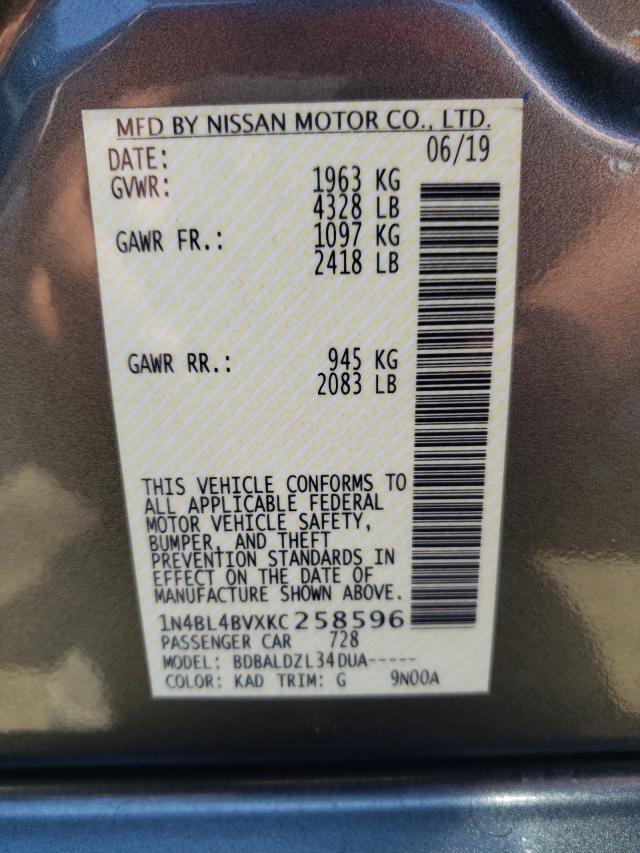 MFD BY NISSAN MOTOR CO., LTD.
DATE: 06/19
GVWR: 1963 KG
4328 LB
GAWR FR.: 1097 KG
2418 LB
GAWR RR.: 945 KG
2083 LB
THIS VEHICLE CONFORMS TO
ALL APPLICABLE FEDERAL
MOTOR VEHICLE SAFETY,
BUMPER, AND THEFT
PREVENTION STANDARDS IN
EFFECT ON THE DATE OF
MANUFACTURE SHOWN ABOVE.
1N4BL4BVXKC258596
PASSENGER CAR 728
MODEL: BDBALDZL34DUA-----
COLOR: KAD TRIM: G 9N00A